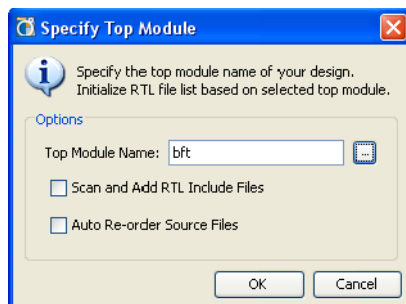 Specify Top Module
Specify the top module name of your design.
Initialize RTL file list based on selected top module.
Options
Top Module Name: bft ...
Scan and Add RTL Include Files
Auto Re-order Source Files
OK Cancel